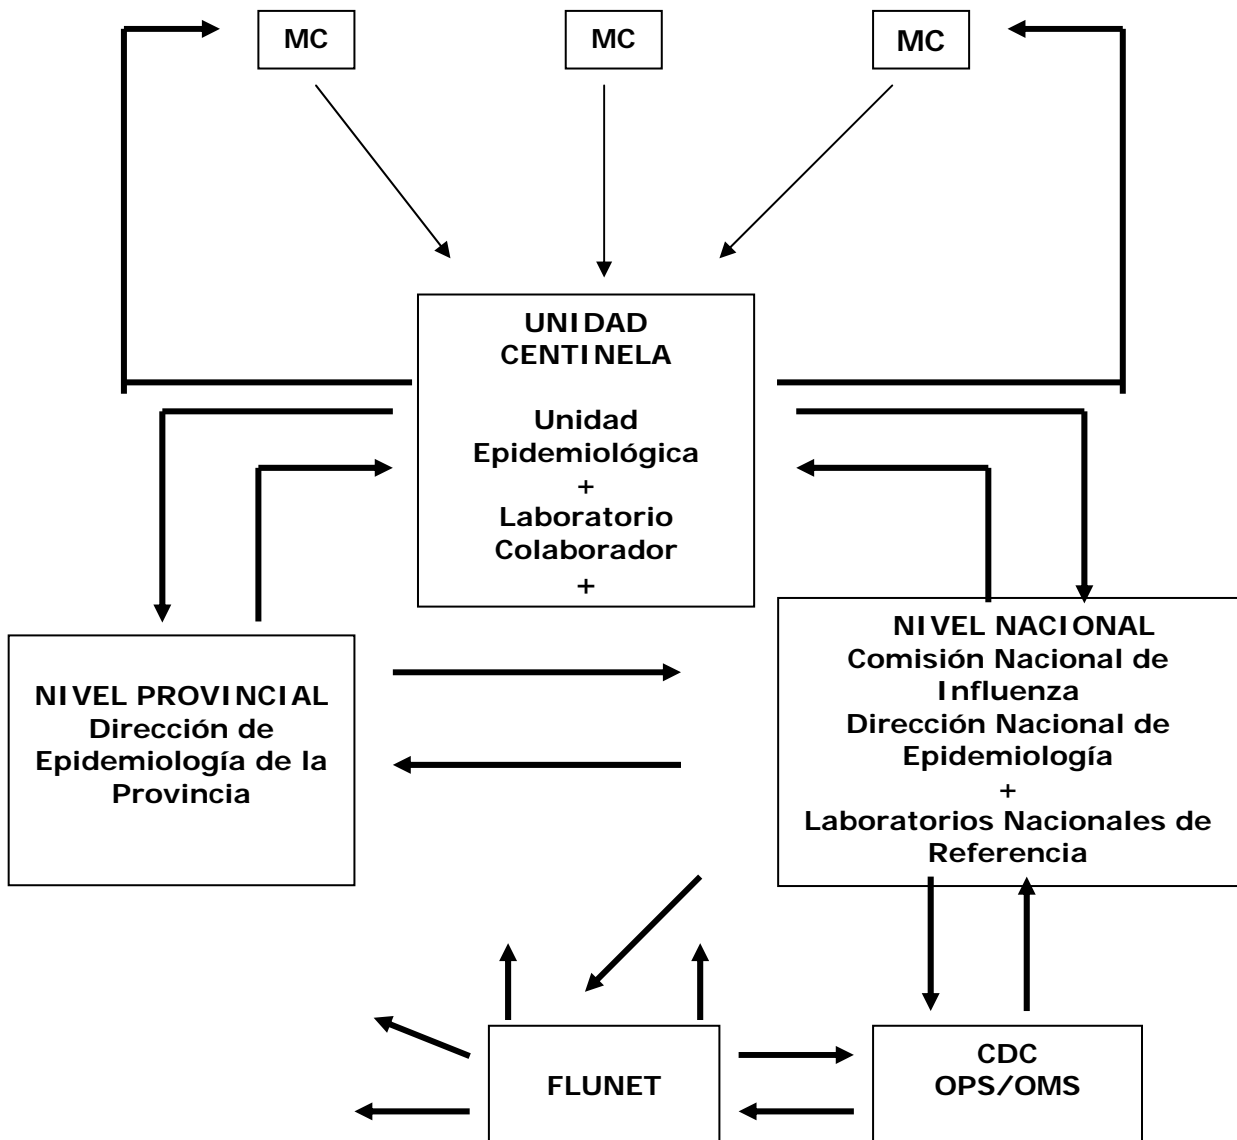 MC
MC
MC
UNIDAD
CENTINELA
Unidad
Epidemiológica
+
Laboratorio
Colaborador
+
NIVEL PROVINCIAL
Dirección de
Epidemiología de la
Provincia
NIVEL NACIONAL
Comisión Nacional de
Influenza
Dirección Nacional de
Epidemiología
+
Laboratorios Nacionales de
Referencia
FLUNET
CDC
OPS/OMS